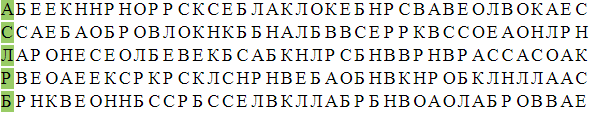 А Б Е Е К Н Н Р Н О Р Р С К С Е Б Л А К Л О К Е Б Н Р С В А В Е О Л В О К А Е С
С С А Е Б А О Б Р О В Л О К Н К Б Б Н А Л Б В В С Е Р Р К В С С О Е А О Н Л Р Н
Л А Р О Н Е С Е О Л Б Е В Е К Б С А Б К Н Л Р С Б Н В В Р Н В Р А С С А С О А К
Р В Е О А Е Е К С Р К Р С К Л С Н Р Н В Е Б А О Б Н В К Н Р О Б К Л Н Л Л А А С
Б Р Н К В Е О Н Н Б С С Р Б С С Е Л В К Л Л А Б Р Б Н В О А О Л А Б Р О В В А Е